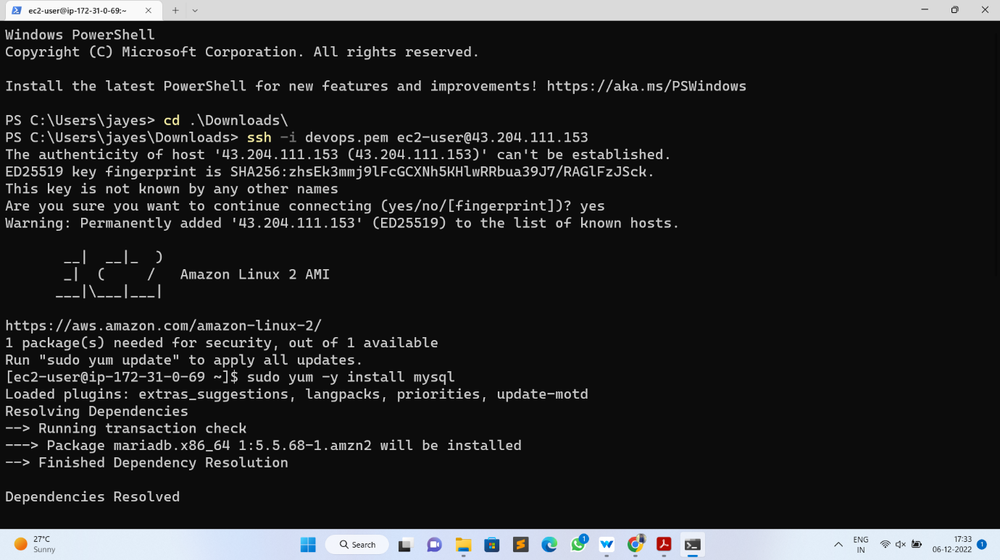 ec2-user@ip-172-31-0-69:~
Windows PowerShell
Copyright (C) Microsoft Corporation. All rights reserved.
Install the latest PowerShell for new features and improvements! https://aka.ms/PSWindows
PS C:\Users\jayes> cd .\Downloads\
PS C:\Users\jayes\Downloads> ssh -i devops.pem ec2-user@43.204.111.153
The authenticity of host '43.204.111.153 (43.204.111.153)' can't be established.
ED25519 key fingerprint is SHA256:zhsEk3mmj9lFcGCXNh5KHlwRRbua39J7/RAGlFzJSck.
This key is not known by any other names
Are you sure you want to continue connecting (yes/no/[fingerprint])? yes
Warning: Permanently added '43.204.111.153' (ED25519) to the list of known hosts.
       __|  __|_  )
       _|  (     /   Amazon Linux 2 AMI
      ___|\___|___|
https://aws.amazon.com/amazon-linux-2/
1 package(s) needed for security, out of 1 available
Run "sudo yum update" to apply all updates.
[ec2-user@ip-172-31-0-69 ~]$ sudo yum -y install mysql
Loaded plugins: extras_suggestions, langpacks, priorities, update-motd
Resolving Dependencies
--> Running transaction check
---> Package mariadb.x86_64 1:5.5.68-1.amzn2 will be installed
--> Finished Dependency Resolution
Dependencies Resolved
27°C
Sunny
Search
1
ENG
IN
17:33
06-12-2022
1